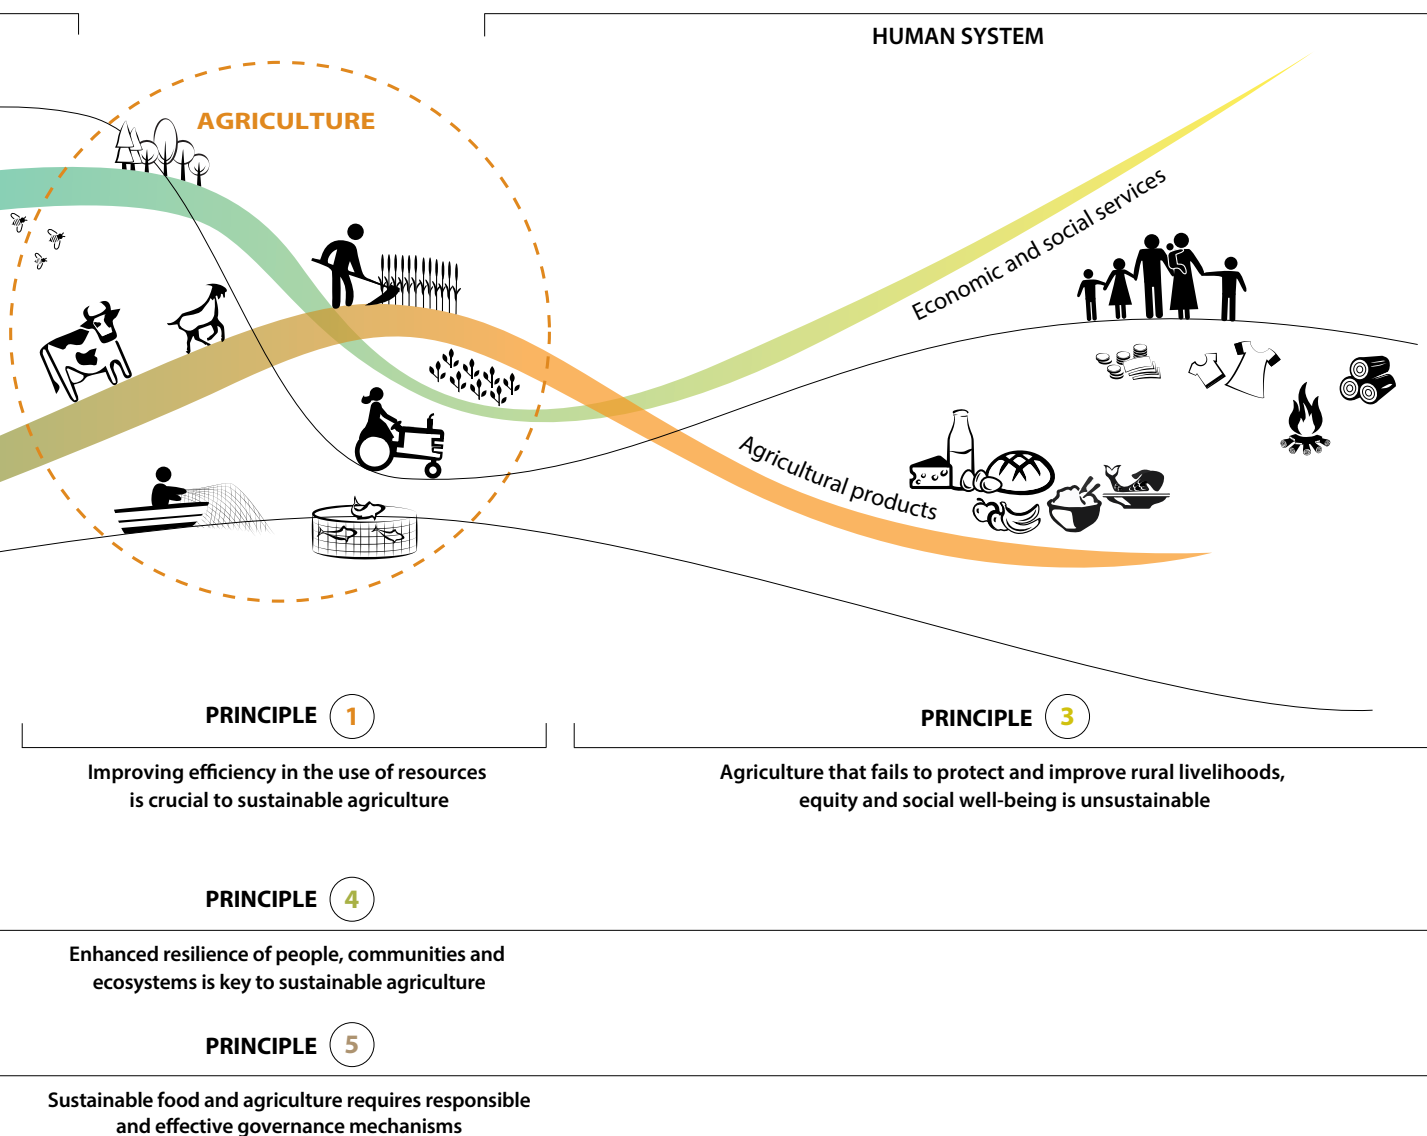 HUMAN SYSTEM
AGRICULTURE
Economic and social services
Agricultural products
PRINCIPLE 1
Improving efficiency in the use of resources
is crucial to sustainable agriculture
PRINCIPLE 3
Agriculture that fails to protect and improve rural livelihoods,
equity and social well-being is unsustainable
PRINCIPLE 4
Enhanced resilience of people, communities and
ecosystems is key to sustainable agriculture
PRINCIPLE 5
Sustainable food and agriculture requires responsible
and effective governance mechanisms